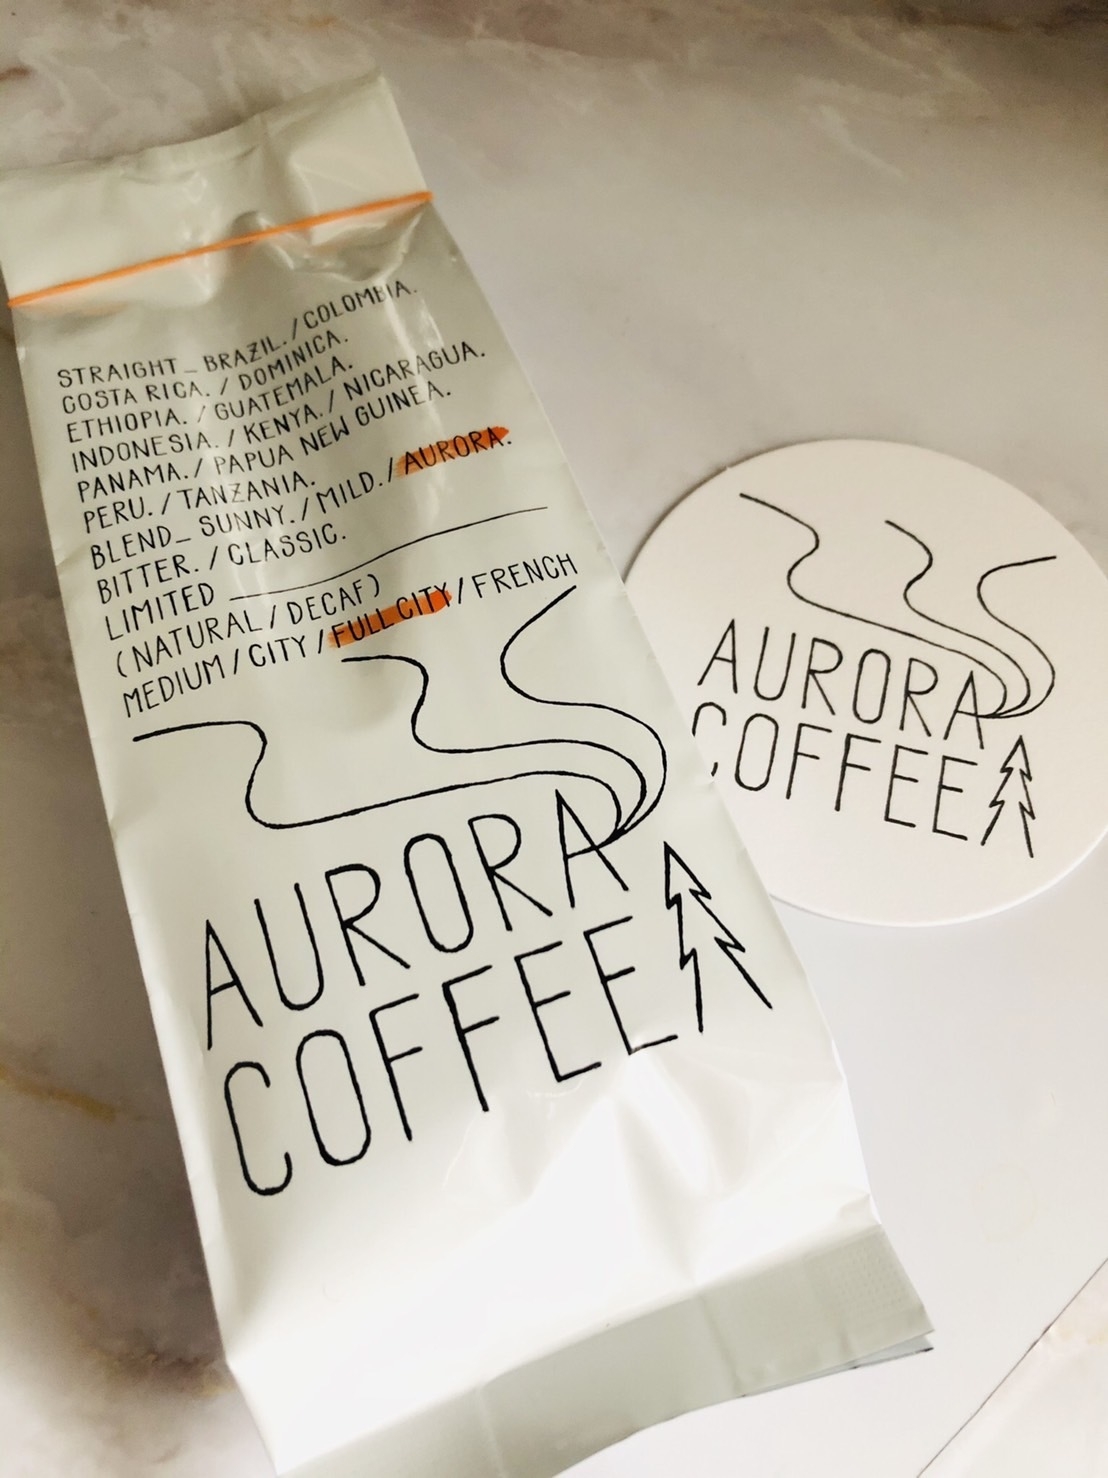 STRAIGHT_ BRAZIL. / COLOMBIA.
COSTA RICA. / DOMINICA.
ETHIOPIA. / GUATEMALA.
INDONESIA. / KENYA. / NICARAGUA.
PANAMA. / PAPUA NEW GUINEA.
PERU. / TANZANIA.
BLEND_ SUNNY. / MILD. / AURORA.
BITTER. / CLASSIC.
LIMITED
(NATURAL / DECAF)
MEDIUM / CITY / FULL CITY / FRENCH
AURORA
COFFEE
AURORA
COFFEE